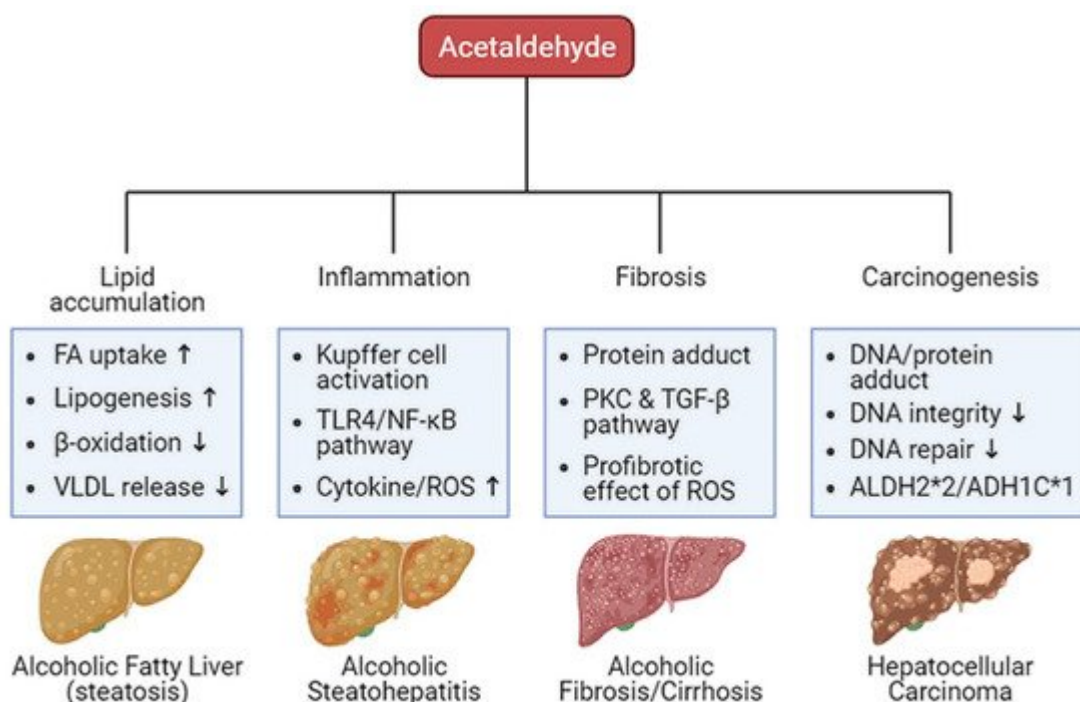 Acetaldehyde
Lipid
accumulation
• FA uptake ↑
• Lipogenesis ↑
• β-oxidation ↓
• VLDL release ↓
Alcoholic Fatty Liver
(steatosis)
Inflammation
• Kupffer cell
activation
• TLR4/NF-κB
pathway
• Cytokine/ROS ↑
Alcoholic
Steatohepatitis
Fibrosis
• Protein adduct
• PKC & TGF-β
pathway
• Profibrotic
effect of ROS
Alcoholic
Fibrosis/Cirrhosis
Carcinogenesis
• DNA/protein
adduct
• DNA integrity ↓
• DNA repair ↓
• ALDH2*2/ADH1C*1
Hepatocellular
Carcinoma